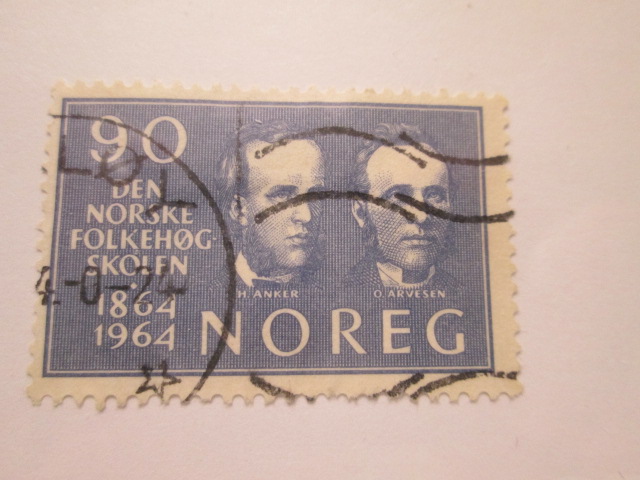 90
DEN
NORSKE
FOLKEHØG-
SKOLEN
1864
1964
H. ANKER
O. ARVESEN
NOREG